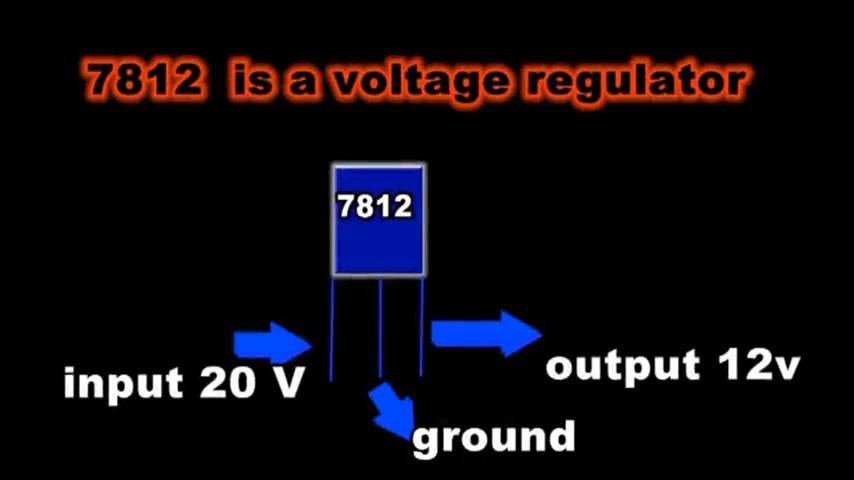 7812 is a voltage regulator
7812
input 20 V
output 12v
ground